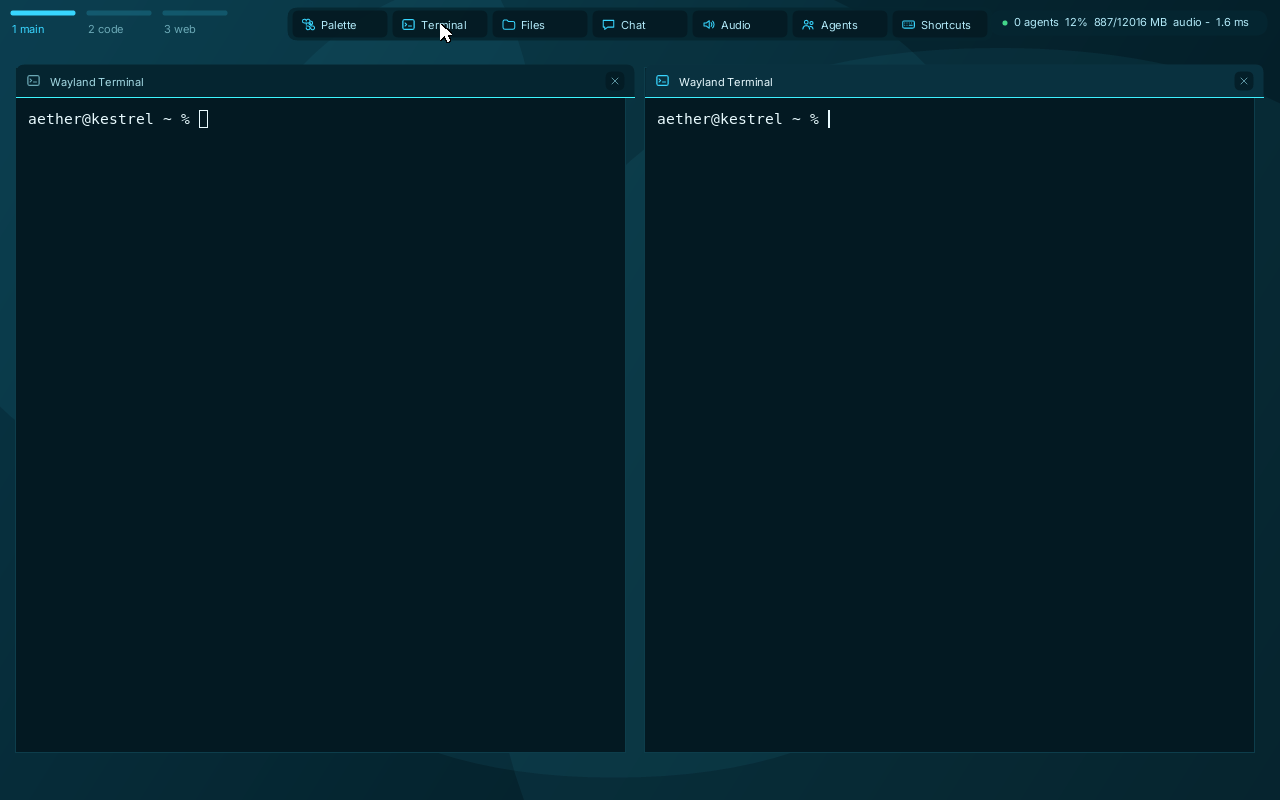 1 main
2 code
3 web
Palette
Terminal
Files
Chat
Audio
Agents
Shortcuts
0 agents 12% 887/12016 MB audio - 1.6 ms
Wayland Terminal
aether@kestrel ~ %
Wayland Terminal
aether@kestrel ~ %